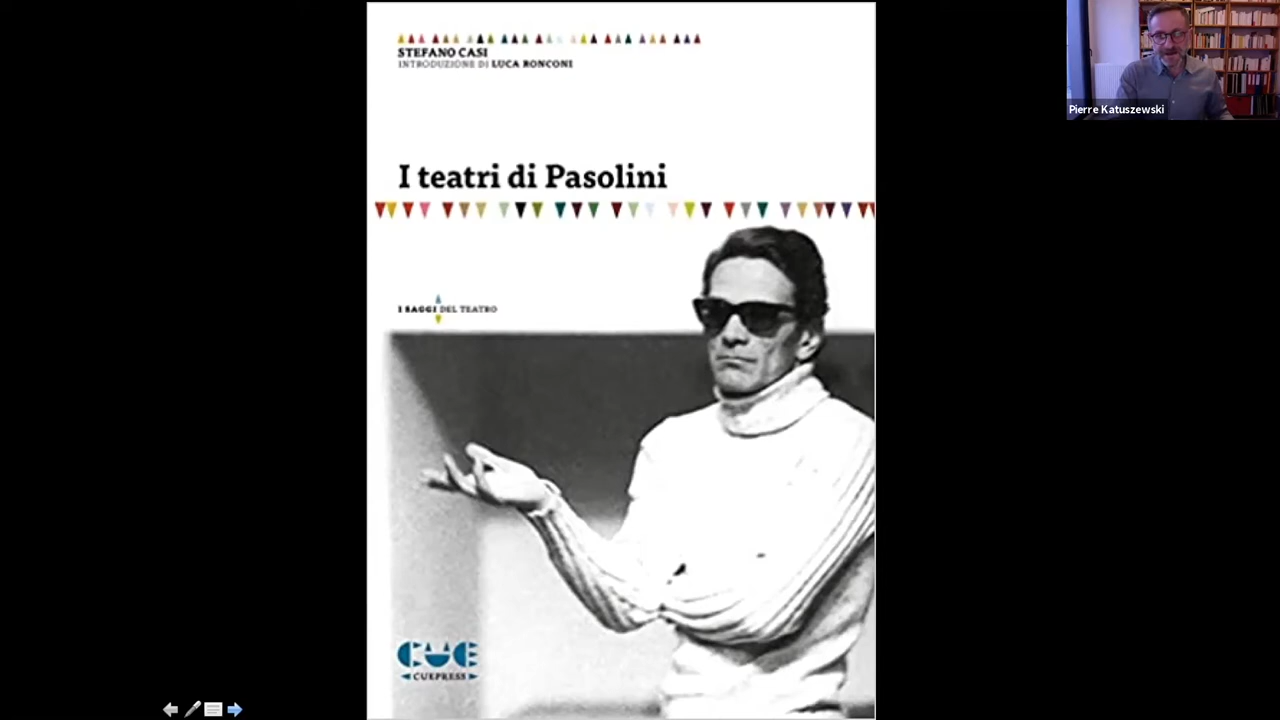 STEFANO CASI
INTRODUZIONE DI LUCA RONCONI
I teatri di Pasolini
I SAGGI DEL TEATRO
CUE
CUEPRESS
Pierre Katuszewski